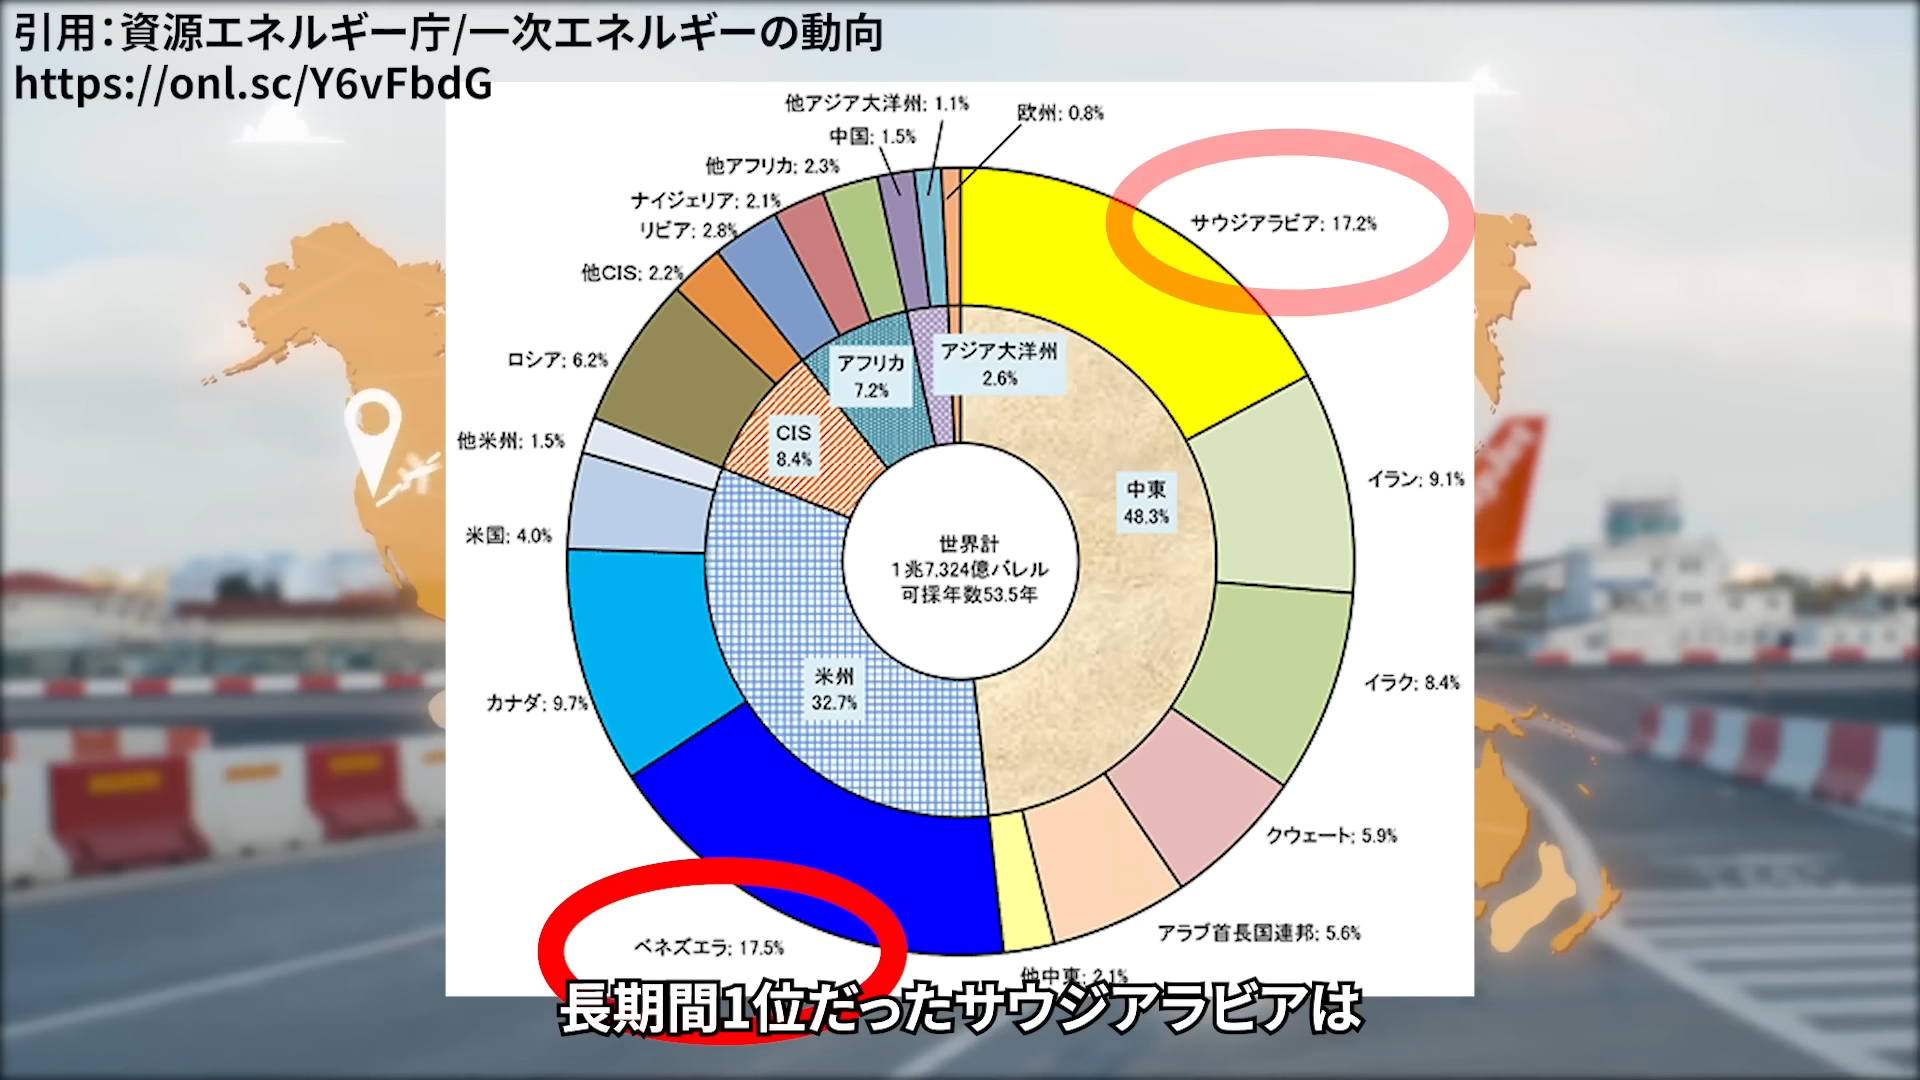 引用：資源エネルギー庁/一次エネルギーの動向
https://onl.sc/Y6vFbdG
他アジア大洋州; 1.1%
欧州; 0.8%
中国; 1.5%
他アフリカ; 2.3%
ナイジェリア; 2.1%
リビア; 2.8%
サウジアラビア; 17.2%
他CIS; 2.2%
ロシア; 6.2%
アフリカ
7.2%
アジア大洋州
2.6%
他米州; 1.5%
CIS
8.4%
イラン; 9.1%
中東
48.3%
米国; 4.0%
世界計
1兆7,324億バレル
可採年数53.5年
米州
32.7%
カナダ; 9.7%
イラク; 8.4%
クウェート; 5.9%
アラブ首長国連邦; 5.6%
ベネズエラ; 17.5%
他中東; 2.1%
長期間1位だったサウジアラビアは